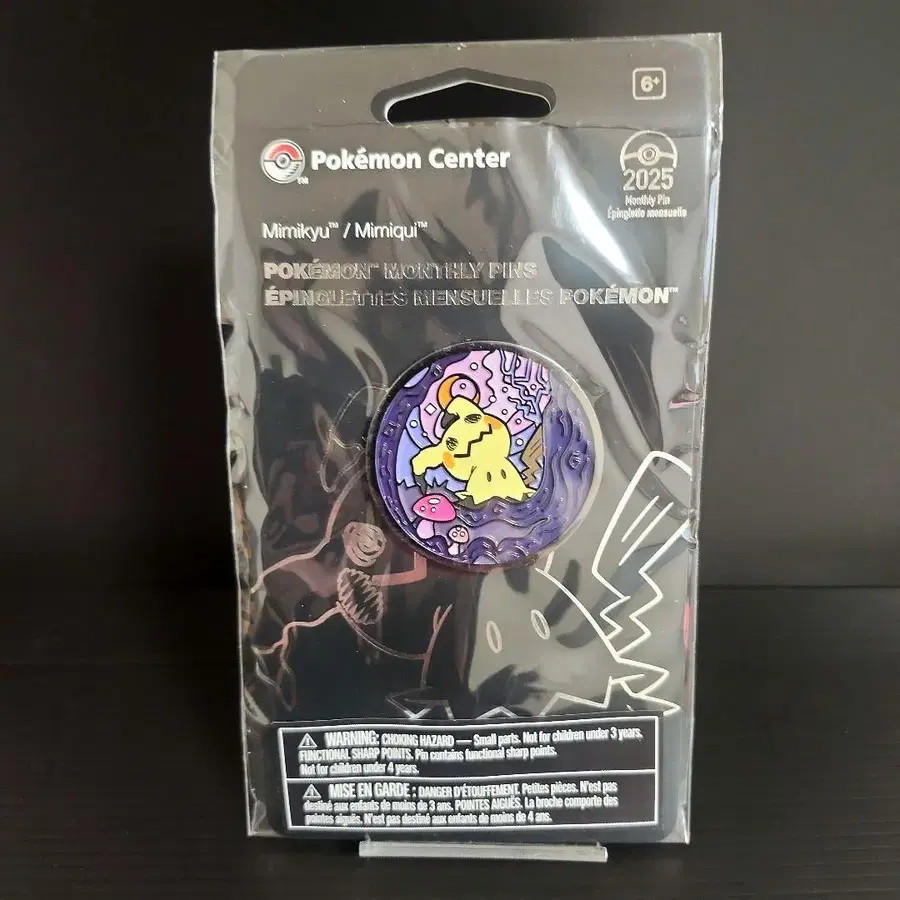 6+
Pokémon Center
TM
2025
Monthly Pin
Épinglette mensuelle
Mimikyu™ / Mimiqui™
POKÉMON™ MONTHLY PINS
ÉPINGLETTES MENSUELLES POKÉMON™
⚠ WARNING: CHOKING HAZARD — Small parts. Not for children under 3 years.
FUNCTIONAL SHARP POINTS. Pin contains functional sharp points.
Not for children under 4 years.
⚠ MISE EN GARDE : DANGER D'ÉTOUFFEMENT. Petites pièces. N'est pas
destiné aux enfants de moins de 3 ans. POINTES AIGUËS. La broche comporte des
pointes aiguës. N'est pas destiné aux enfants de moins de 4 ans.